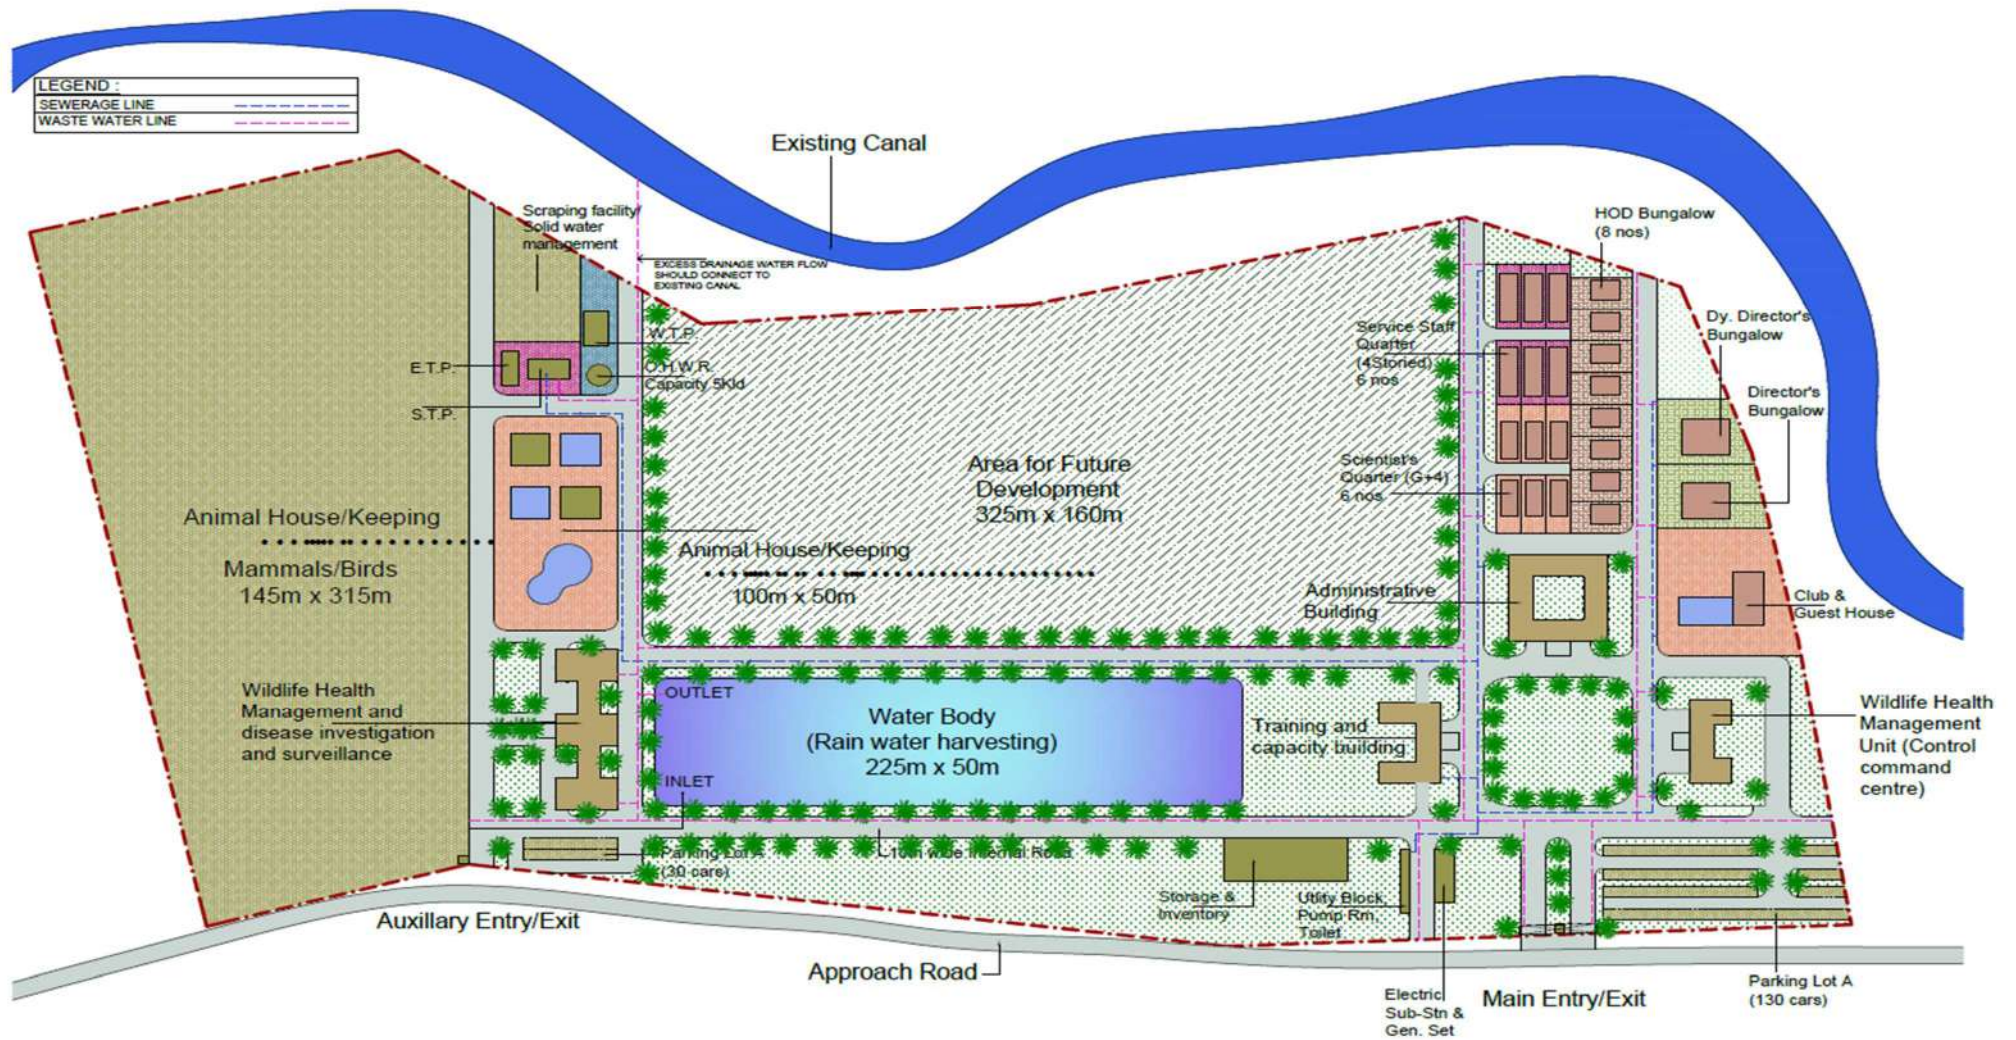 LEGEND :
SEWERAGE LINE
WASTE WATER LINE
Existing Canal
Scraping facility/
Solid water
management
EXCESS DRAINAGE WATER FLOW
SHOULD CONNECT TO
EXISTING CANAL
HOD Bungalow
(8 nos)
W.T.P.
E.T.P.
O.H.W.R.
Capacity 5Kld
S.T.P.
Service Staff
Quarter
(4Storied)
6 nos
Dy. Director's
Bungalow
Director's
Bungalow
Area for Future
Development
325m x 160m
Scientist's
Quarter (G+4)
6 nos
Animal House/Keeping
Mammals/Birds
145m x 315m
Animal House/Keeping
100m x 50m
Administrative
Building
Club &
Guest House
Wildlife Health
Management and
disease investigation
and surveillance
OUTLET
Water Body
(Rain water harvesting)
225m x 50m
INLET
Training and
capacity building
Wildlife Health
Management
Unit (Control
command
centre)
Parking Lot A
(30 cars)
10m wide Internal Road
Storage &
Inventory
Utlity Block,
Pump Rm,
Toilet
Auxillary Entry/Exit
Approach Road
Electric
Sub-Stn &
Gen. Set
Main Entry/Exit
Parking Lot A
(130 cars)